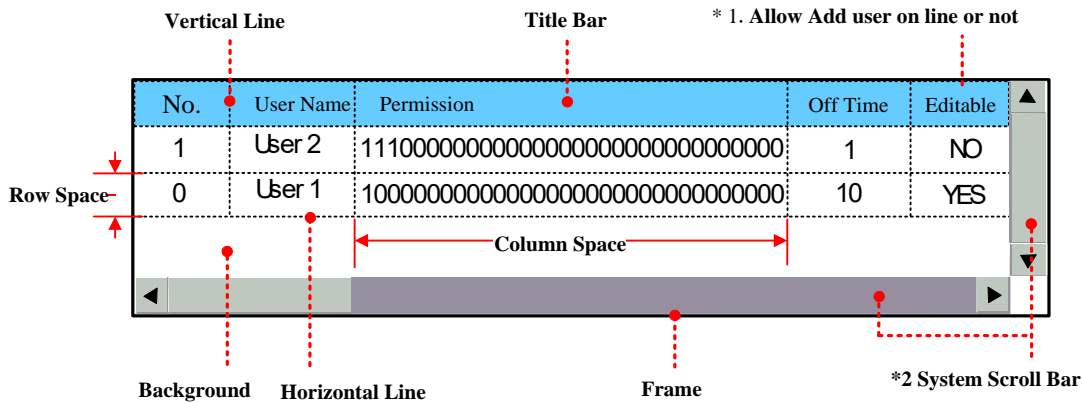 Vertical Line Title Bar * 1. Allow Add user on line or not
No. User Name Permission Off Time Editable
1 User 2 11100000000000000000000000000000 1 NO
0 User 1 10000000000000000000000000000000 10 YES
Row Space
Column Space
Background Horizontal Line Frame *2 System Scroll Bar